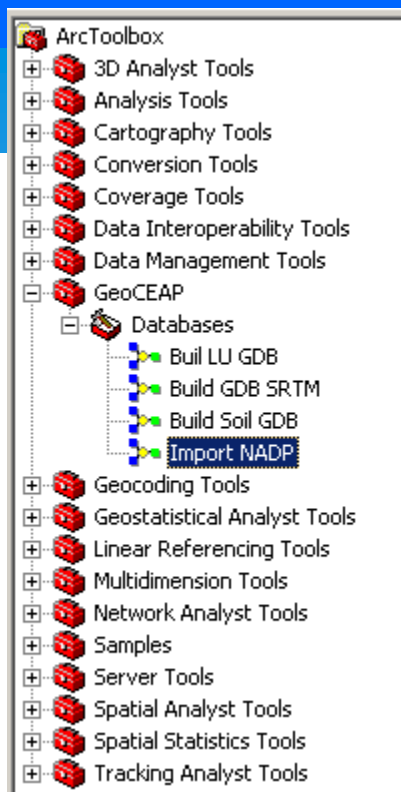 ArcToolbox
3D Analyst Tools
Analysis Tools
Cartography Tools
Conversion Tools
Coverage Tools
Data Interoperability Tools
Data Management Tools
GeoCEAP
Databases
Buil LU GDB
Build GDB SRTM
Build Soil GDB
Import NADP
Geocoding Tools
Geostatistical Analyst Tools
Linear Referencing Tools
Multidimension Tools
Network Analyst Tools
Samples
Server Tools
Spatial Analyst Tools
Spatial Statistics Tools
Tracking Analyst Tools